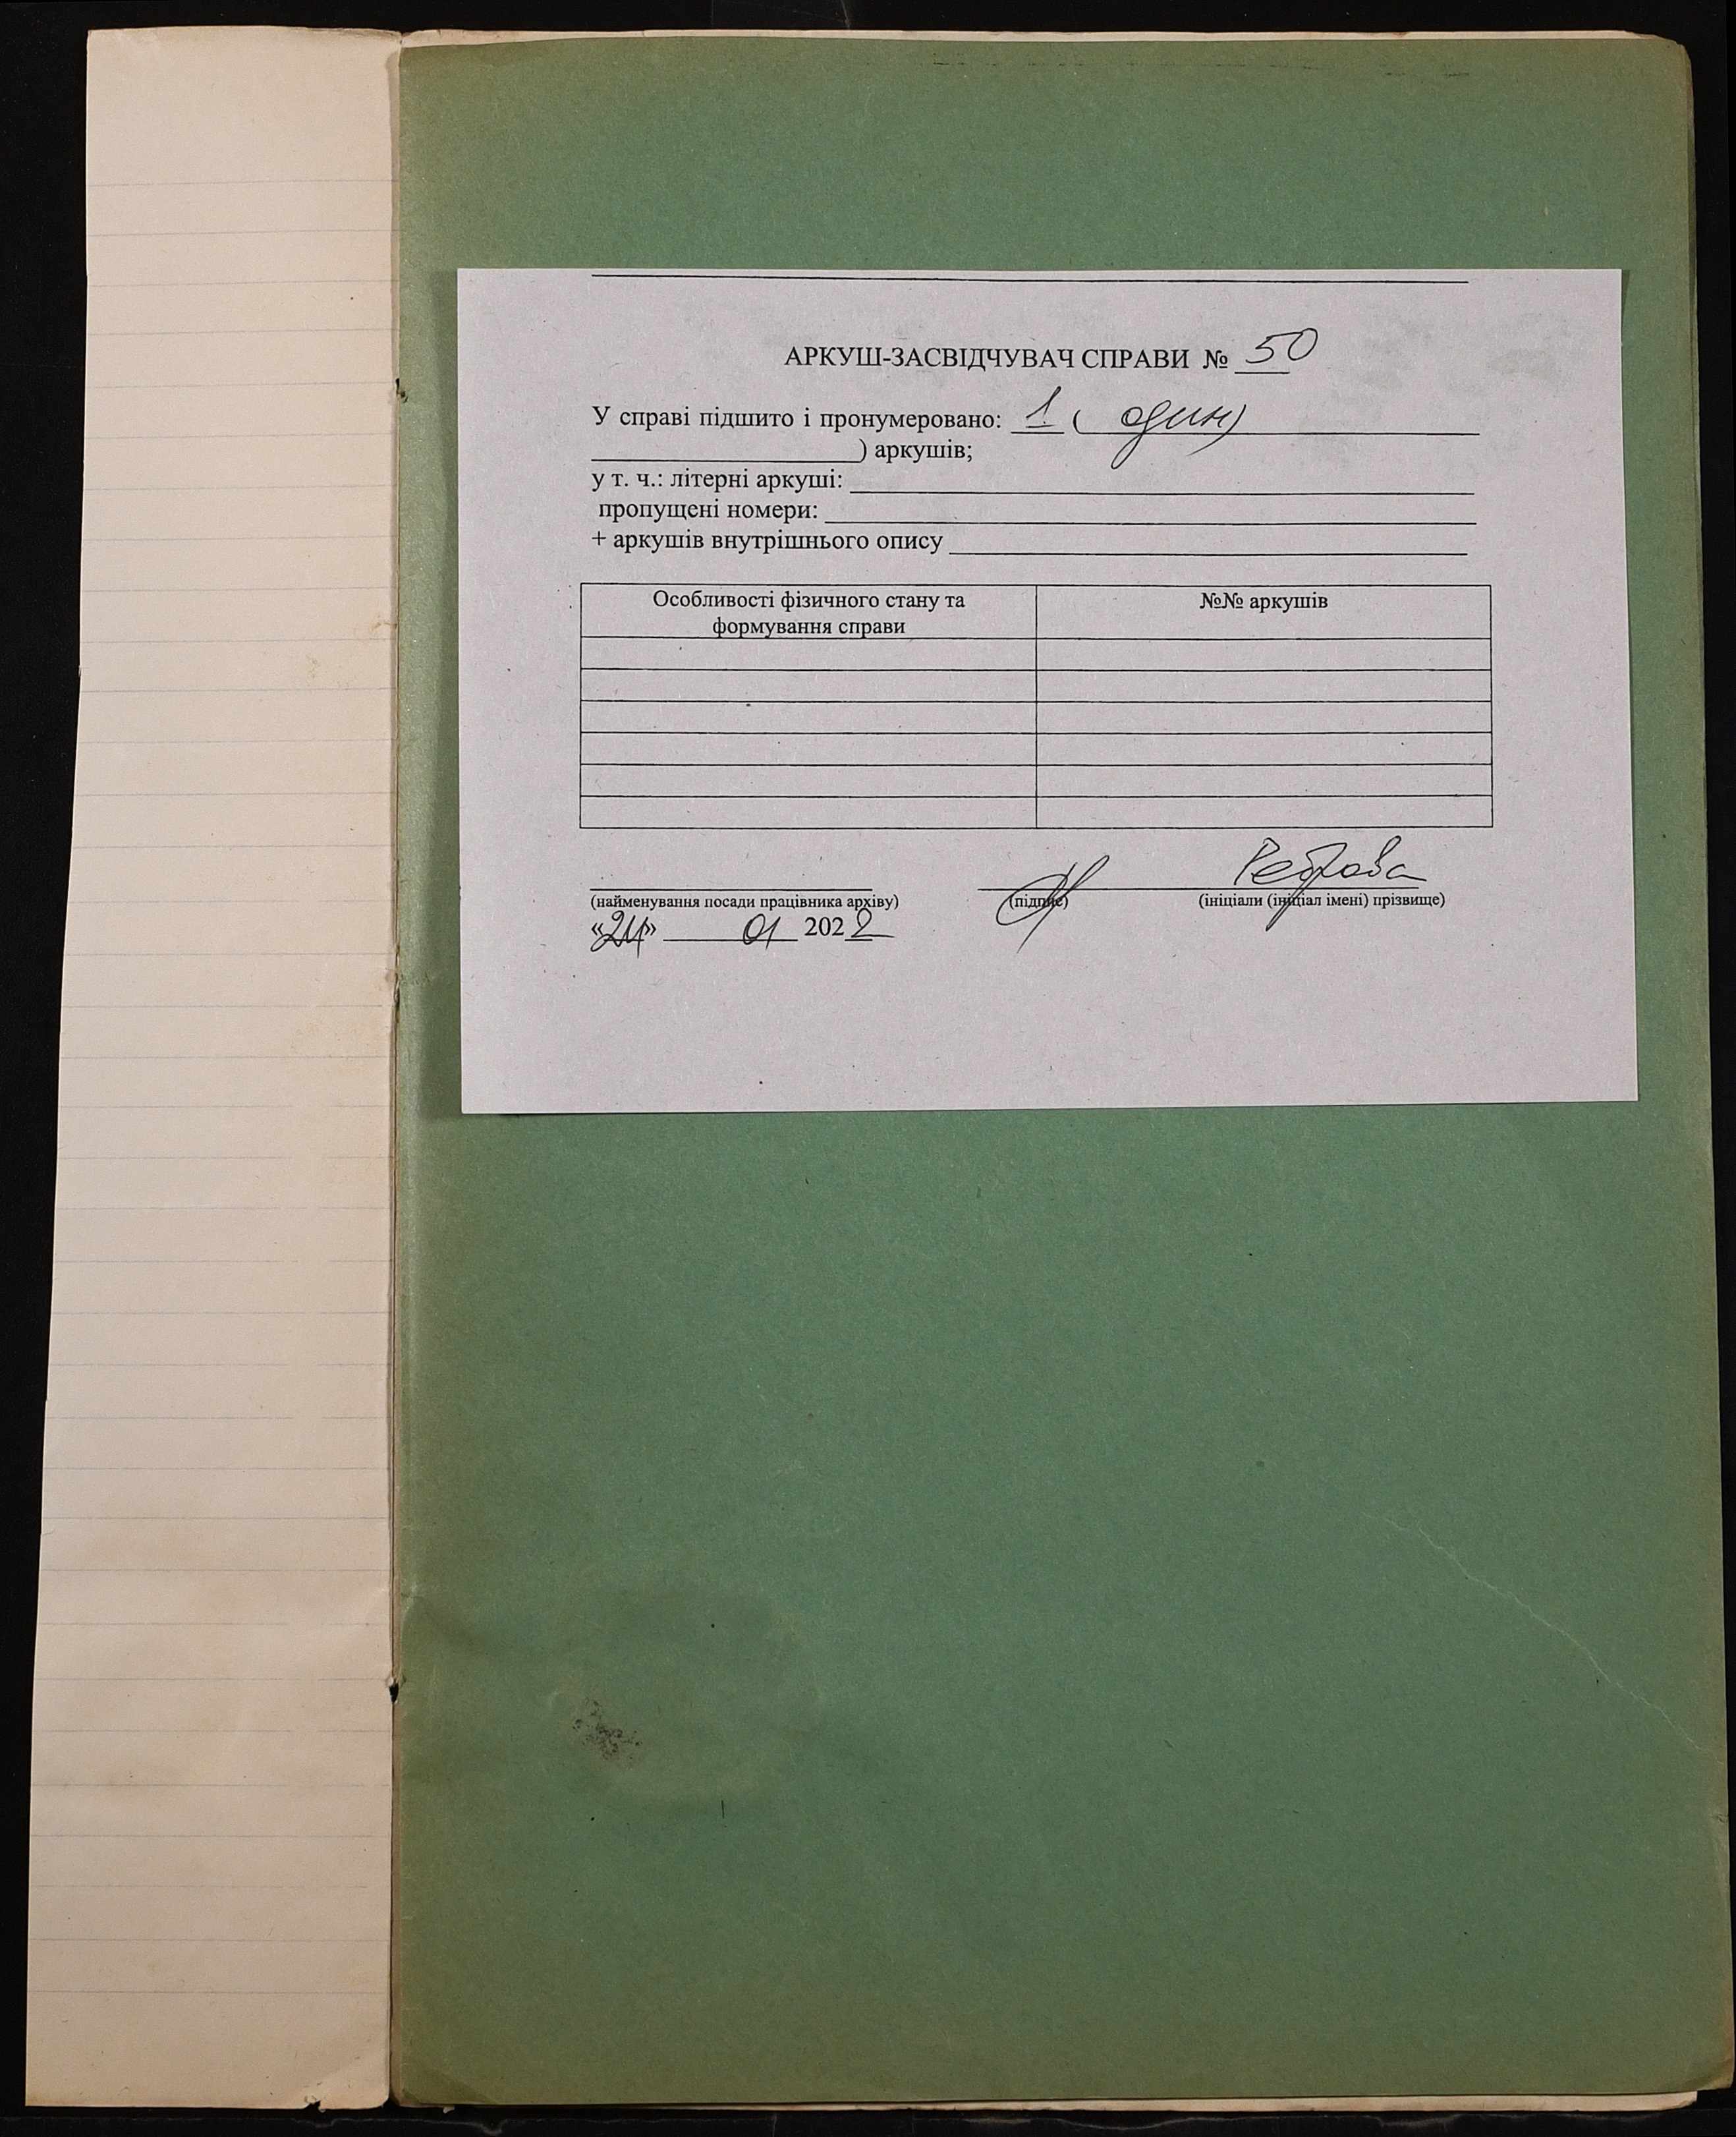 АРКУШ-ЗАСВІДЧУВАЧ СПРАВИ № 50
У справі підшито і пронумеровано: 1 ( один)
) аркушів;
у т. ч.: літерні аркуші:
пропущені номери:
+ аркушів внутрішнього опису
Особливості фізичного стану та формування справи
№№ аркушів
(найменування посади працівника архіву)
(підпис)
(ініціали (ініціал імені) прізвище)
«24» 01 2022